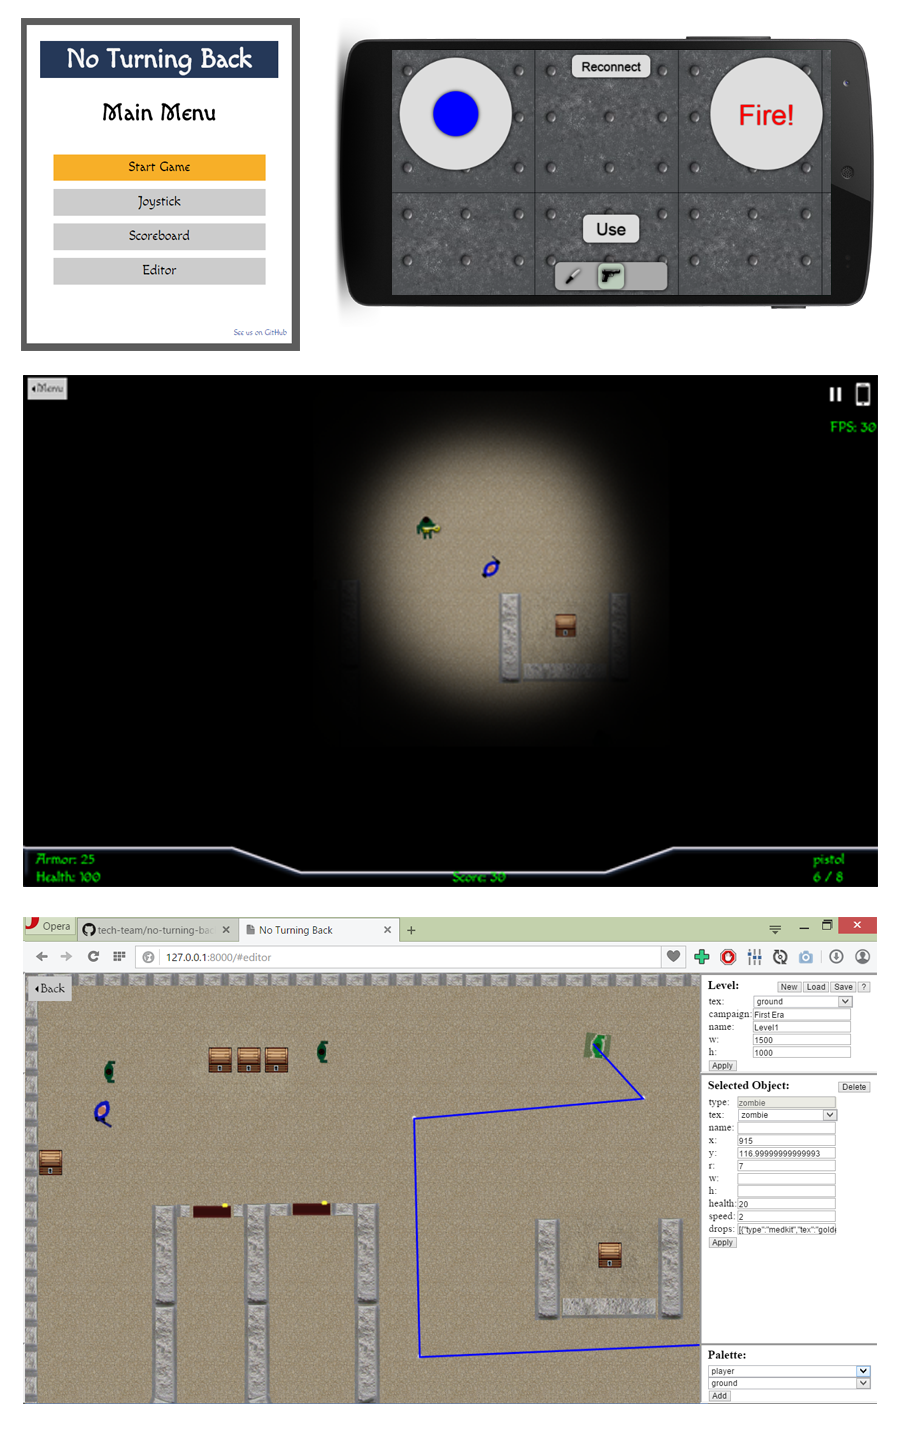 No Turning Back
Main Menu
Start Game
Joystick
Scoreboard
Editor
See us on GitHub
Reconnect
Fire!
Use
Menu
FPS: 30
Armor: 25
Health: 100
Score: 30
pistol
6 / 8
Opera
tech-team/no-turning-bac
No Turning Back
127.0.0.1:8000/#editor
Back
Level:
New
Load
Save
?
tex: ground
campaign: First Era
name: Level1
w: 1500
h: 1000
Apply
Selected Object:
Delete
type: zombie
tex: zombie
name:
x: 915
y: 116.99999999999993
r: 7
w:
h:
health: 20
speed: 2
drops: [{"type":"medkit","tex":"golde
Apply
Palette:
player
ground
Add